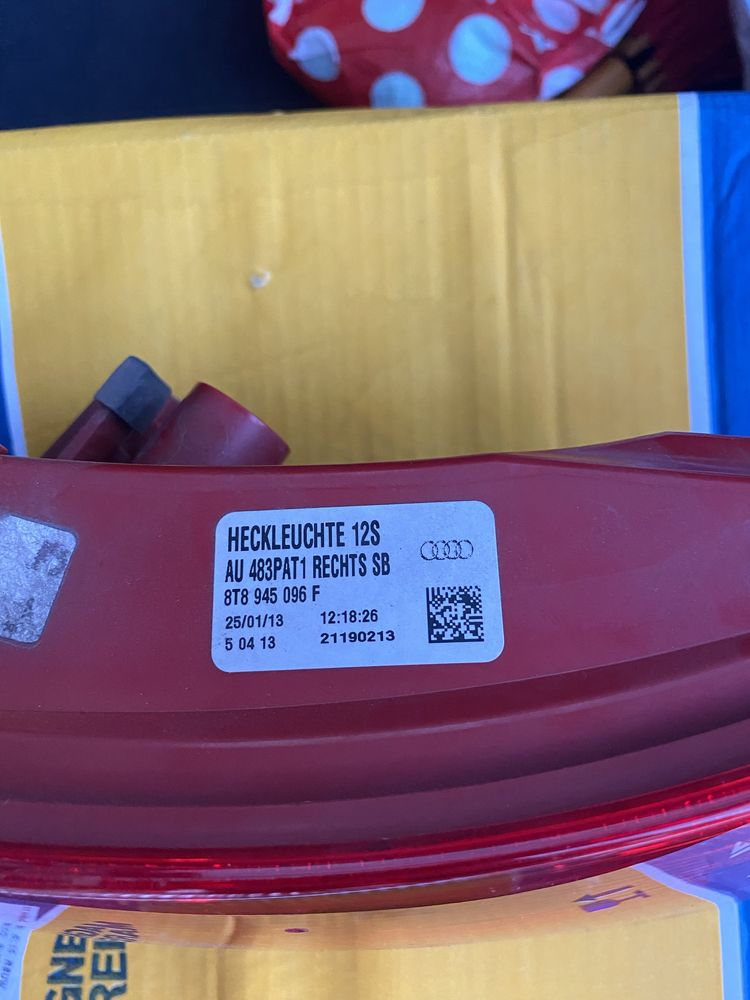 HECKLEUCHTE 12S
AU 483PAT1 RECHTS SB
8T8 945 096 F
25/01/13 12:18:26
5 04 13 21190213